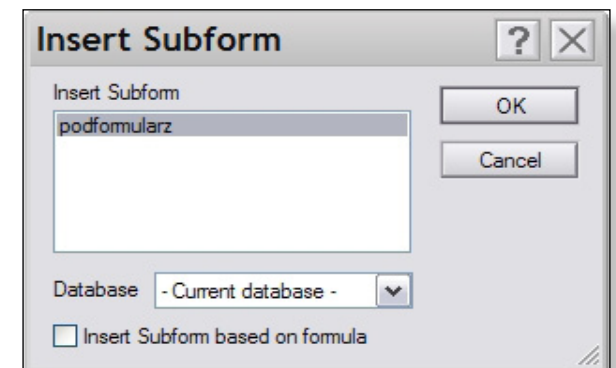 Insert Subform
?
Insert Subform
podformularz
OK
Cancel
Database - Current database -
Insert Subform based on formula